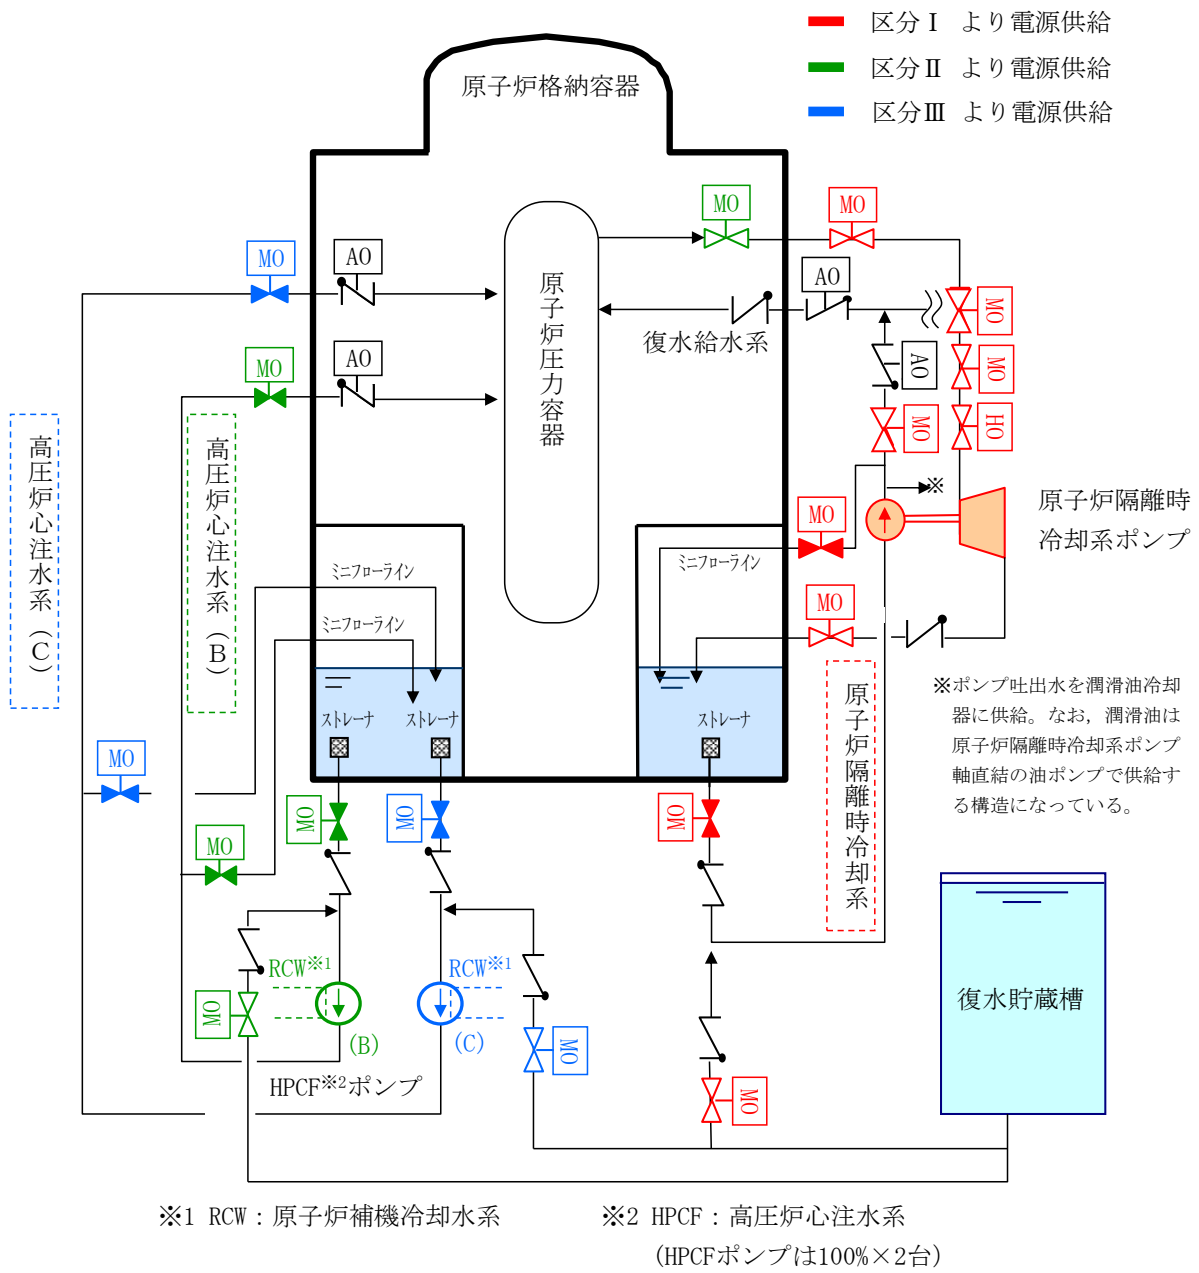 区分Ⅰ より電源供給
区分Ⅱ より電源供給
区分Ⅲ より電源供給
原子炉格納容器
MO
MO
MO
AO
AO
MO
原子炉圧力容器
復水給水系
MO
AO
AO
MO
MO
MO
HO
高圧炉心注水系(C)
高圧炉心注水系(B)
※
原子炉隔離時
冷却系ポンプ
MO
ミニフローライン
ミニフローライン
ミニフローライン
MO
ストレーナ
ストレーナ
ストレーナ
原子炉隔離時冷却系
※ポンプ吐出水を潤滑油冷却
器に供給。なお，潤滑油は
原子炉隔離時冷却系ポンプ
軸直結の油ポンプで供給す
る構造になっている。
MO
MO
MO
MO
MO
RCW※1
RCW※1
MO
(B)
(C)
MO
MO
HPCF※2ポンプ
復水貯蔵槽
※1 RCW：原子炉補機冷却水系
※2 HPCF：高圧炉心注水系
(HPCFポンプは100%×2台)